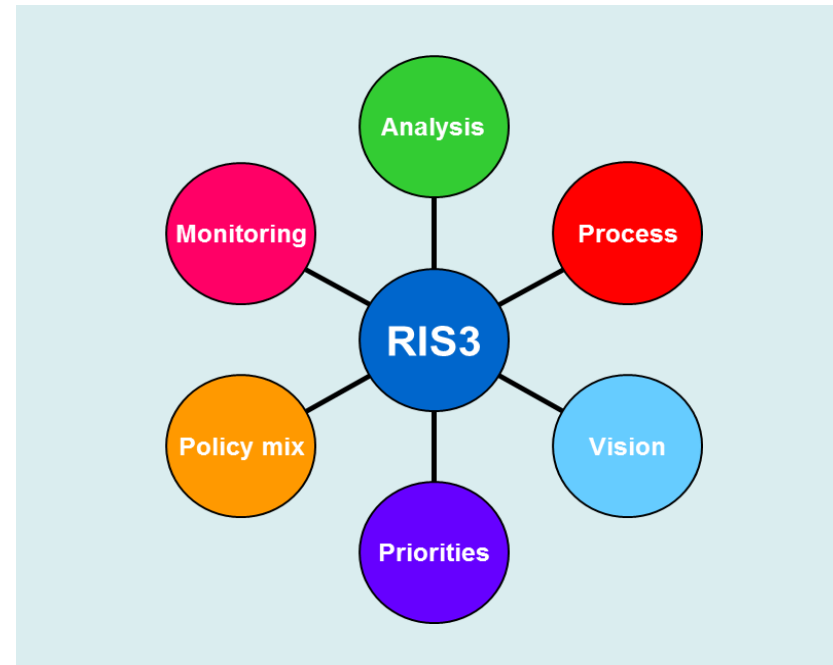 Analysis
Monitoring
Process
RIS3
Policy mix
Vision
Priorities